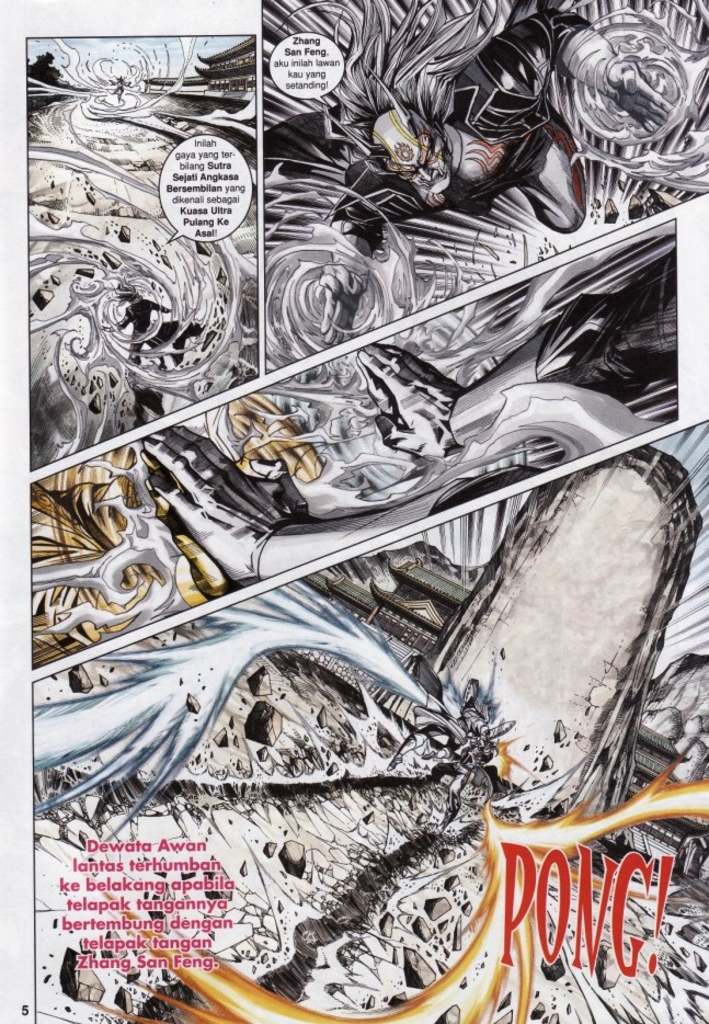 Inilah
gaya yang ter-
bilang Sutra
Sejati Angkasa
Bersembilan yang
dikenali sebagai
Kuasa Ultra
Pulang Ke
Asal!
Zhang
San Feng,
aku inilah lawan
kau yang
setanding!
Dewata Awan
lantas terhumban
ke belakang apabila
telapak tangannya
bertembung dengan
telapak tangan
Zhang San Feng.
PONG!
5